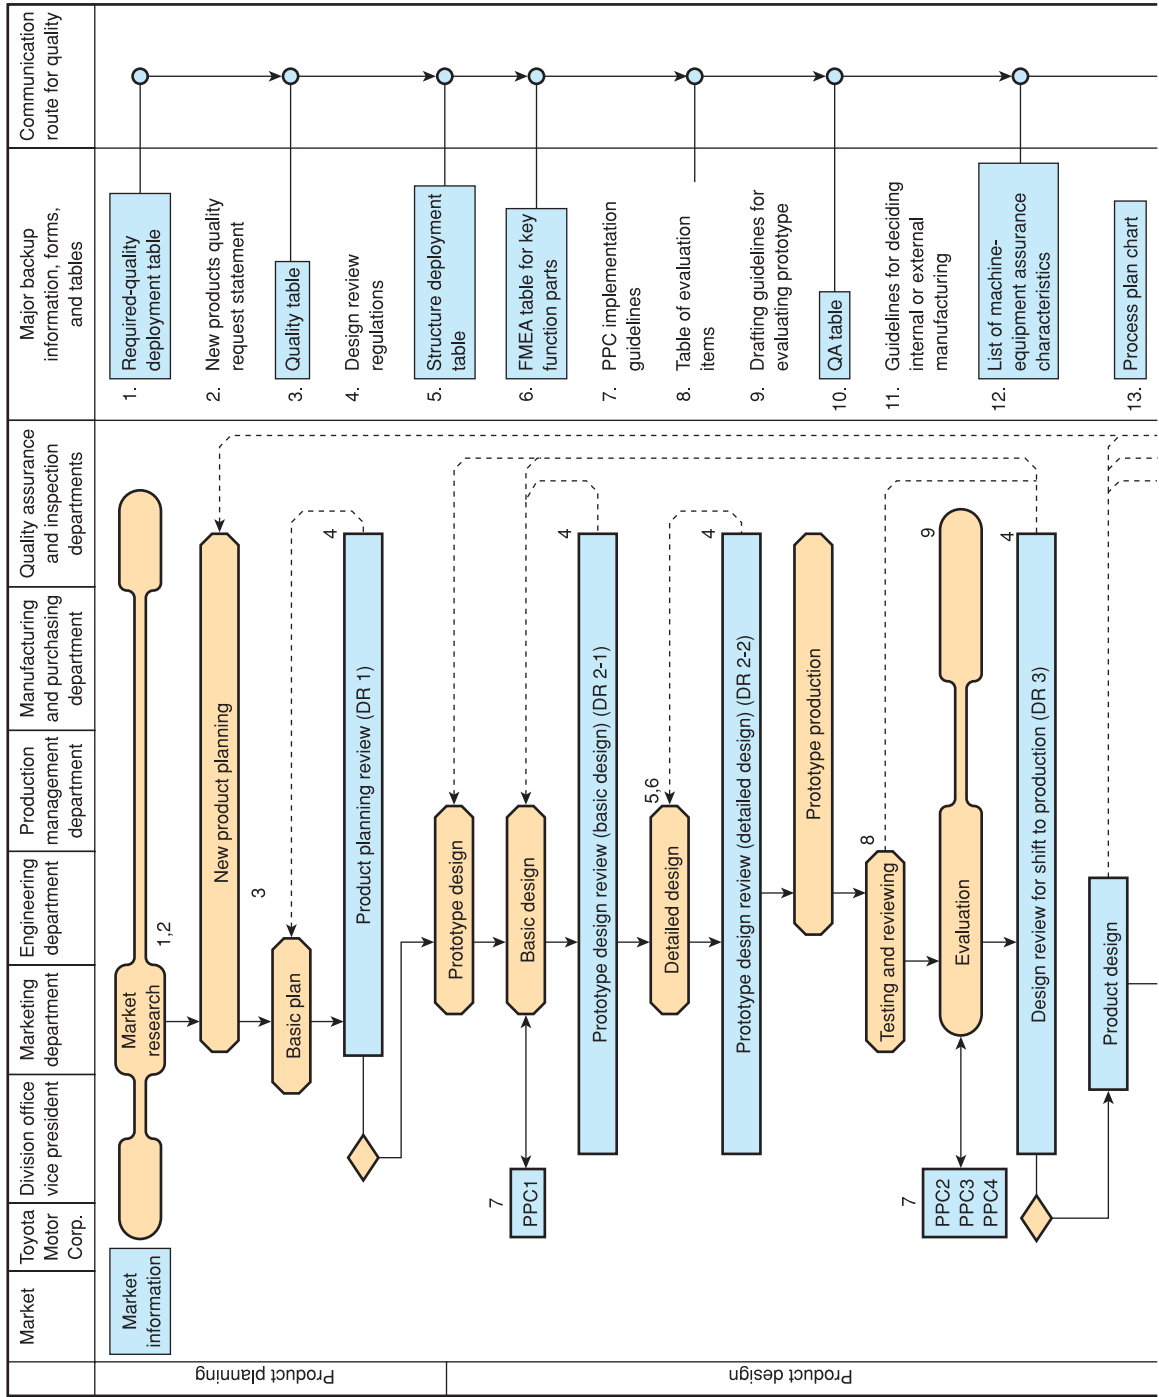 Market
Toyota
Motor
Corp.
Division office
vice president
Marketing
department
Engineering
department
Production
management
department
Manufacturing
and purchasing
department
Quality assurance
and inspection
departments
Major backup
information, forms,
and tables
Communication
route for quality
Product planning
Product design
Market
information
Market
research
1,2
New product planning
3
Basic plan
Product planning review (DR 1)
4
Prototype design
7
PPC1
Basic design
Prototype design review (basic design) (DR 2-1)
4
Detailed design
5,6
Prototype design review (detailed design) (DR 2-2)
4
Prototype production
Testing and reviewing
8
7
PPC2
PPC3
PPC4
Evaluation
9
Design review for shift to production (DR 3)
4
Product design
1. Required-quality
deployment table
2. New products quality
request statement
3. Quality table
4. Design review
regulations
5. Structure deployment
table
6. FMEA table for key
function parts
7. PPC implementation
guidelines
8. Table of evaluation
items
9. Drafting guidelines for
evaluating prototype
10. QA table
11. Guidelines for deciding
internal or external
manufacturing
12. List of machine-
equipment assurance
characteristics
13. Process plan chart